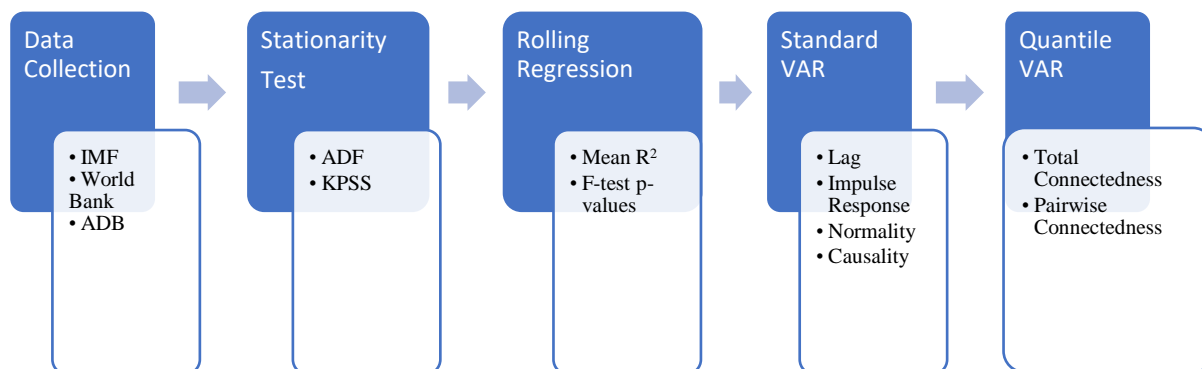 Data
Collection
• IMF
• World
Bank
• ADB
Stationarity
Test
• ADF
• KPSS
Rolling
Regression
• Mean R²
• F-test p-
values
Standard
VAR
• Lag
• Impulse
Response
• Normality
• Causality
Quantile
VAR
• Total
Connectedness
• Pairwise
Connectedness